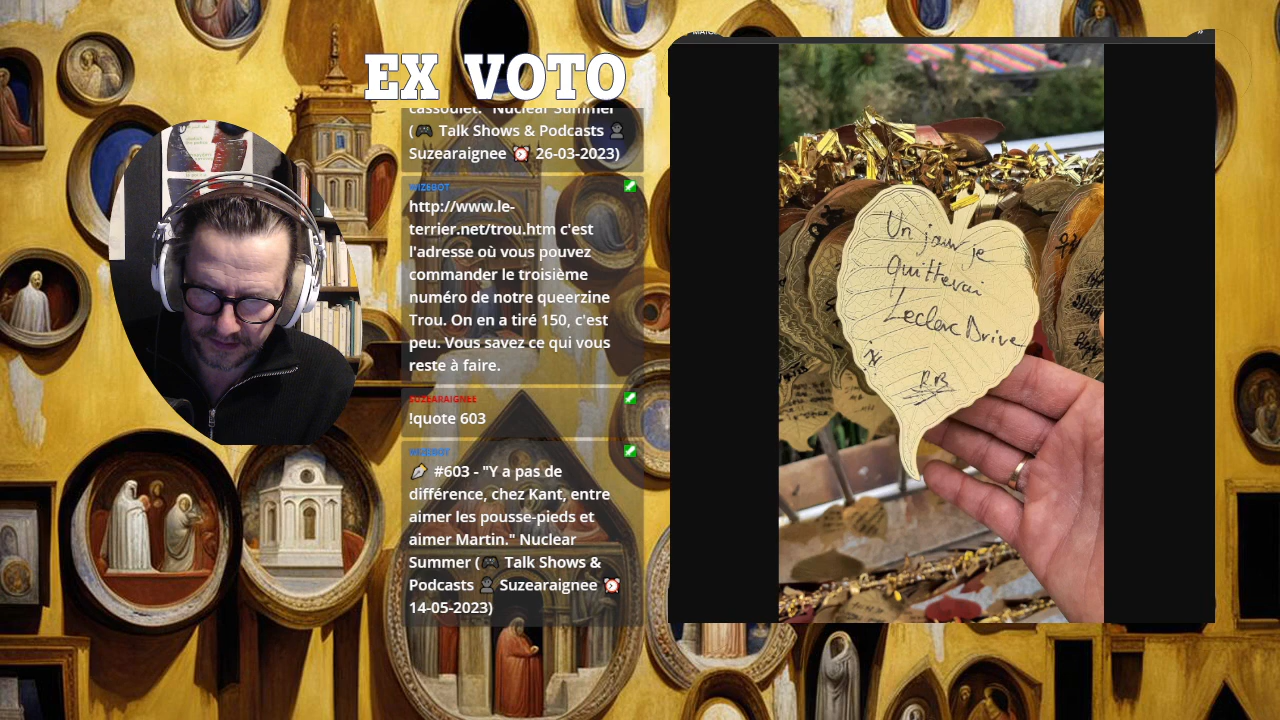 EX VOTO
cassoulet." Nuclear Summer
(🎮 Talk Shows & Podcasts 👤
Suzearaignee ⏰ 26-03-2023)
WIZEBOT
http://www.le-
terrier.net/trou.htm c'est
l'adresse où vous pouvez
commander le troisième
numéro de notre queerzine
Trou. On en a tiré 150, c'est
peu. Vous savez ce qui vous
reste à faire.
SUZEARAIGNEE
!quote 603
WIZEBOT
#603 - "Y a pas de
différence, chez Kant, entre
aimer les pousse-pieds et
aimer Martin." Nuclear
Summer (🎮 Talk Shows &
Podcasts 👤 Suzearaignee ⏰
14-05-2023)
Un jour je
quitterai
Leclerc Drive
RB